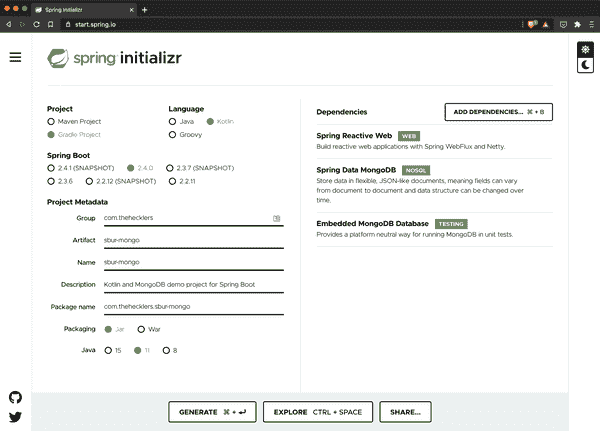 Spring Initializr
start.spring.io
spring initializr
Project
Maven Project
Gradle Project
Language
Java Kotlin
Groovy
Spring Boot
2.4.1 (SNAPSHOT) 2.4.0 2.3.7 (SNAPSHOT)
2.3.6 2.2.12 (SNAPSHOT) 2.2.11
Project Metadata
Group com.thehecklers
Artifact sbur-mongo
Name sbur-mongo
Description Kotlin and MongoDB demo project for Spring Boot
Package name com.thehecklers.sbur-mongo
Packaging Jar War
Java 15 11 8
Dependencies
ADD DEPENDENCIES... ⌘ + B
Spring Reactive Web WEB
Build reactive web applications with Spring WebFlux and Netty.
Spring Data MongoDB NOSQL
Store data in flexible, JSON-like documents, meaning fields can vary
from document to document and data structure can be changed over
time.
Embedded MongoDB Database TESTING
Provides a platform neutral way for running MongoDB in unit tests.
GENERATE ⌘ + ↵
EXPLORE CTRL + SPACE
SHARE...